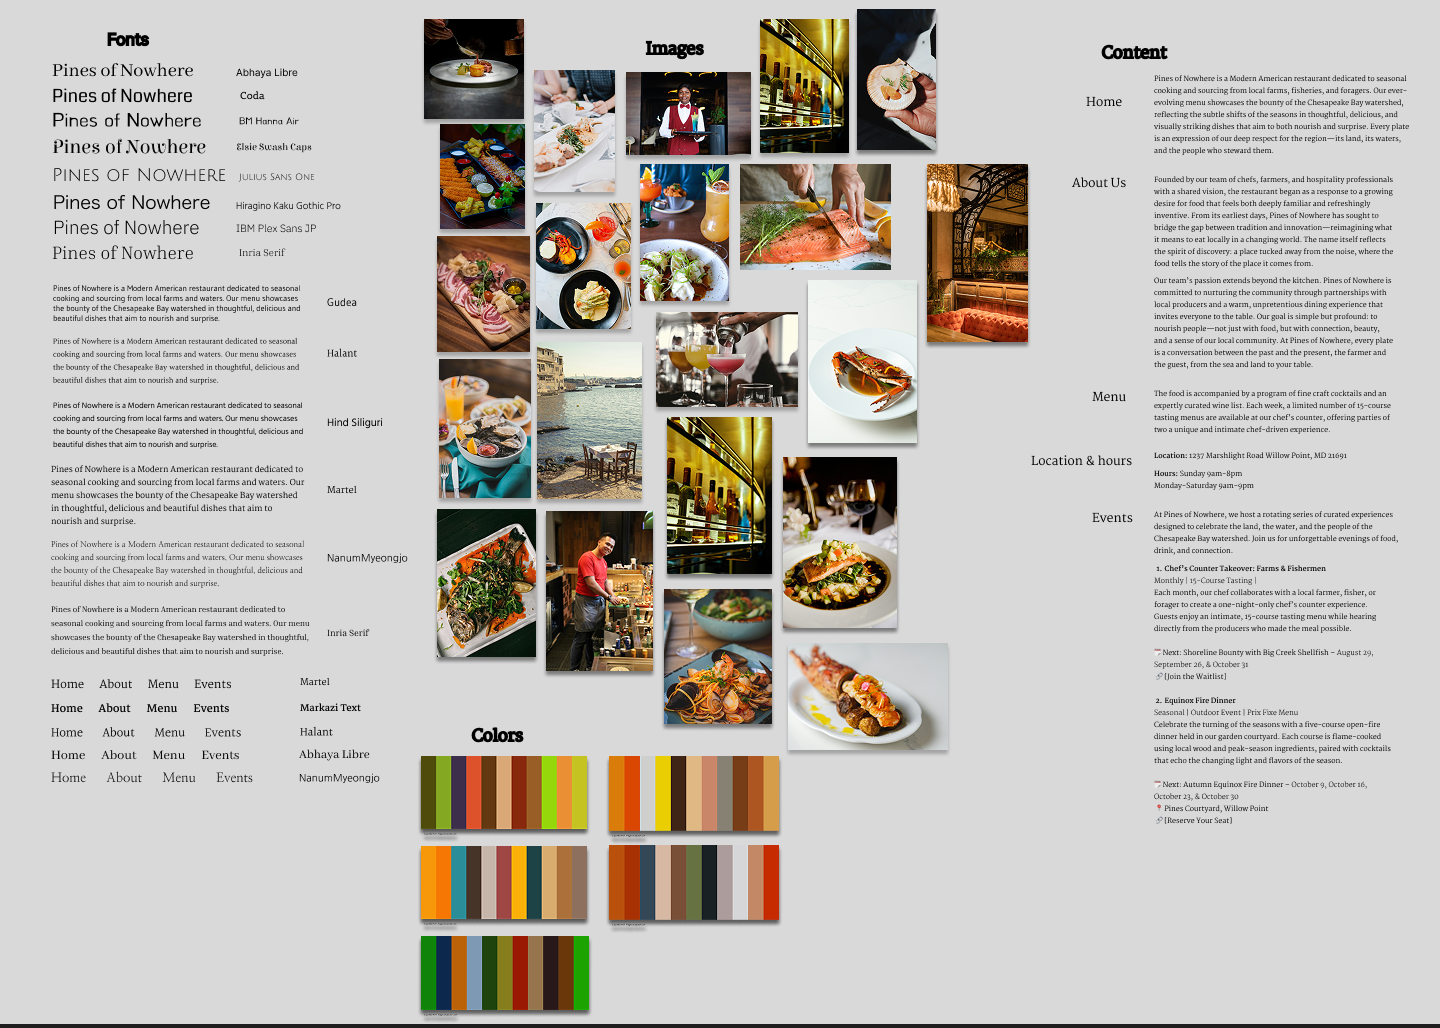 Fonts
Pines of Nowhere
Abhaya Libre
Pines of Nowhere
Coda
Pines of Nowhere
BM Hanna Air
Pines of Nowhere
Elsie Swash Caps
Pines of Nowhere
Julius Sans One
Pines of Nowhere
Hiragino Kaku Gothic Pro
Pines of Nowhere
IBM Plex Sans JP
Pines of Nowhere
Inria Serif
Pines of Nowhere is a Modern American restaurant dedicated to seasonal
cooking and sourcing from local farms and waters. Our menu showcases
the bounty of the Chesapeake Bay watershed in thoughtful, delicious and
beautiful dishes that aim to nourish and surprise.
Gudea
Pines of Nowhere is a Modern American restaurant dedicated to seasonal
cooking and sourcing from local farms and waters. Our menu showcases
the bounty of the Chesapeake Bay watershed in thoughtful, delicious and
beautiful dishes that aim to nourish and surprise.
Halant
Pines of Nowhere is a Modern American restaurant dedicated to seasonal
cooking and sourcing from local farms and waters. Our menu showcases
the bounty of the Chesapeake Bay watershed in thoughtful, delicious and
beautiful dishes that aim to nourish and surprise.
Hind Siliguri
Pines of Nowhere is a Modern American restaurant dedicated to
seasonal cooking and sourcing from local farms and waters. Our
menu showcases the bounty of the Chesapeake Bay watershed
in thoughtful, delicious and beautiful dishes that aim to
nourish and surprise.
Martel
Pines of Nowhere is a Modern American restaurant dedicated to seasonal
cooking and sourcing from local farms and waters. Our menu showcases
the bounty of the Chesapeake Bay watershed in thoughtful, delicious and
beautiful dishes that aim to nourish and surprise.
NanumMyeongjo
Pines of Nowhere is a Modern American restaurant dedicated to
seasonal cooking and sourcing from local farms and waters. Our menu
showcases the bounty of the Chesapeake Bay watershed in thoughtful,
delicious and beautiful dishes that aim to nourish and surprise.
Inria Serif
Home About Menu Events
Martel
Home About Menu Events
Markazi Text
Home About Menu Events
Halant
Home About Menu Events
Abhaya Libre
Home About Menu Events
NanumMyeongjo
Images
Colors
Content
Home
Pines of Nowhere is a Modern American restaurant dedicated to seasonal
cooking and sourcing from local farms, fisheries, and foragers. Our ever-
evolving menu showcases the bounty of the Chesapeake Bay watershed,
reflecting the subtle shifts of the seasons in thoughtful, delicious, and
visually striking dishes that aim to both nourish and surprise. Every plate
is an expression of our deep respect for the region—its land, its waters,
and the people who steward them.
About Us
Founded by our team of chefs, farmers, and hospitality professionals
with a shared vision, the restaurant began as a response to a growing
desire for food that feels both deeply familiar and refreshingly
inventive. From its earliest days, Pines of Nowhere has sought to
bridge the gap between tradition and innovation—reimagining what
it means to eat locally in a changing world. The name itself reflects
the spirit of discovery: a place tucked away from the noise, where the
food tells the story of the place it comes from.
Our team's passion extends beyond the kitchen. Pines of Nowhere is
committed to nurturing the community through partnerships with
local producers and a warm, unpretentious dining experience that
invites everyone to the table. Our goal is simple but profound: to
nourish people—not just with food, but with connection, beauty,
and a sense of our local community. At Pines of Nowhere, every plate
is a conversation between the past and the present, the farmer and
the guest, from the sea and land to your table.
Menu
The food is accompanied by a program of fine craft cocktails and an
expertly curated wine list. Each week, a limited number of 15-course
tasting menus are available at our chef's counter, offering parties of
two a unique and intimate chef-driven experience.
Location & hours
Location: 1237 Marshlight Road Willow Point, MD 21691
Hours: Sunday 9am-8pm
Monday-Saturday 9am-9pm
Events
At Pines of Nowhere, we host a rotating series of curated experiences
designed to celebrate the land, the water, and the people of the
Chesapeake Bay watershed. Join us for unforgettable evenings of food,
drink, and connection.
1. Chef's Counter Takeover: Farms & Fishermen
Monthly | 15-Course Tasting |
Each month, our chef collaborates with a local farmer, fisher, or
forager to create a one-night-only chef's counter experience.
Guests enjoy an intimate, 15-course tasting menu while hearing
directly from the producers who made the meal possible.
Next: Shoreline Bounty with Big Creek Shellfish – August 29,
September 26, & October 31
[Join the Waitlist]
2. Equinox Fire Dinner
Seasonal | Outdoor Event | Prix Fixe Menu
Celebrate the turning of the seasons with a five-course open-fire
dinner held in our garden courtyard. Each course is flame-cooked
using local wood and peak-season ingredients, paired with cocktails
that echo the changing light and flavors of the season.
Next: Autumn Equinox Fire Dinner – October 9, October 16,
October 23, & October 30
Pines Courtyard, Willow Point
[Reserve Your Seat]